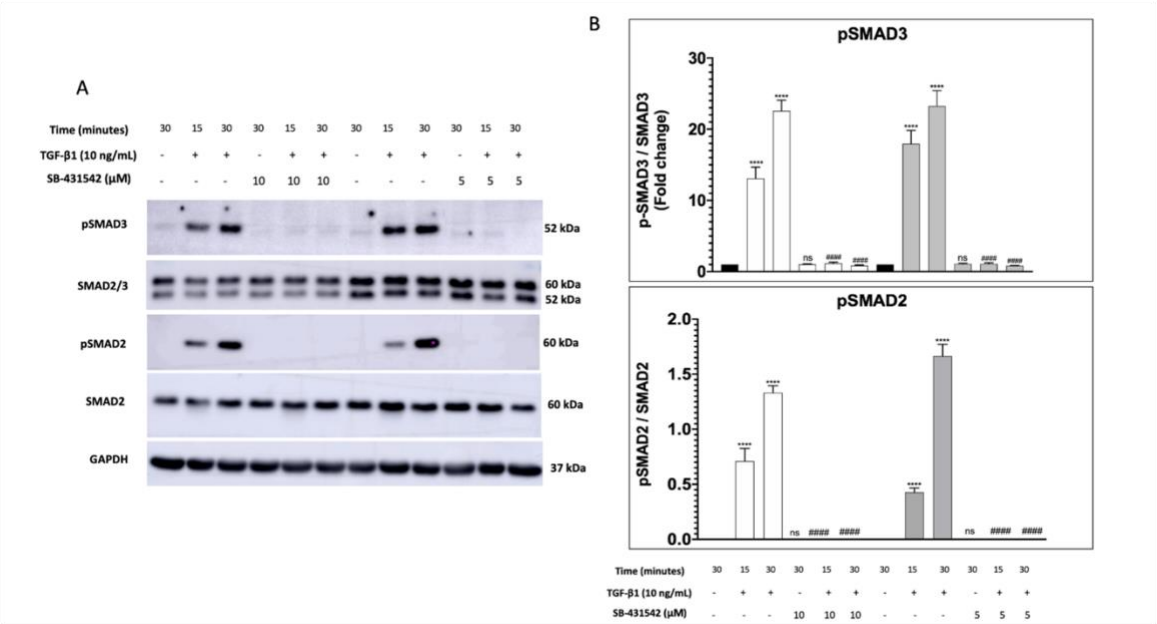 A
Time (minutes) 30 15 30 30 15 30 30 15 30 30 15 30
TGF-β1 (10 ng/mL) - + + - + + - + + - + +
SB-431542 (μM) - - - 10 10 10 - - - 5 5 5
pSMAD3 52 kDa
SMAD2/3 60 kDa
52 kDa
pSMAD2 60 kDa
SMAD2 60 kDa
GAPDH 37 kDa
B
pSMAD3
p-SMAD3 / SMAD3
(Fold change)
30
20
10
0
**** **** ns #### #### **** **** ns #### ####
pSMAD2
pSMAD2 / SMAD2
2.0
1.5
1.0
0.5
0.0
**** **** ns #### #### **** **** ns #### ####
Time (minutes) 30 15 30 30 15 30 30 15 30 30 15 30
TGF-β1 (10 ng/mL) - + + - + + - + + - + +
SB-431542 (μM) - - - 10 10 10 - - - 5 5 5